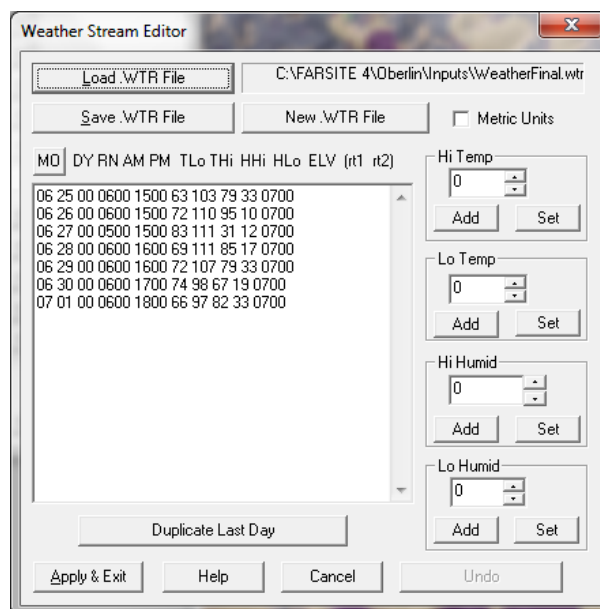 Weather Stream Editor
Load .WTR File
C:\FARSITE 4\Oberlin\Inputs\WeatherFinal.wtr
Save .WTR File
New .WTR File
Metric Units
MO DY RN AM PM TLo THi HHi HLo ELV (rt1 rt2)
06 25 00 0600 1500 63 103 79 33 0700
06 26 00 0600 1500 72 110 95 10 0700
06 27 00 0500 1500 83 111 31 12 0700
06 28 00 0600 1600 69 111 85 17 0700
06 29 00 0600 1600 72 107 79 33 0700
06 30 00 0600 1700 74 98 67 19 0700
07 01 00 0600 1800 66 97 82 33 0700
Hi Temp
0
Add Set
Lo Temp
0
Add Set
Hi Humid
0
Add Set
Lo Humid
0
Add Set
Duplicate Last Day
Apply & Exit Help Cancel Undo